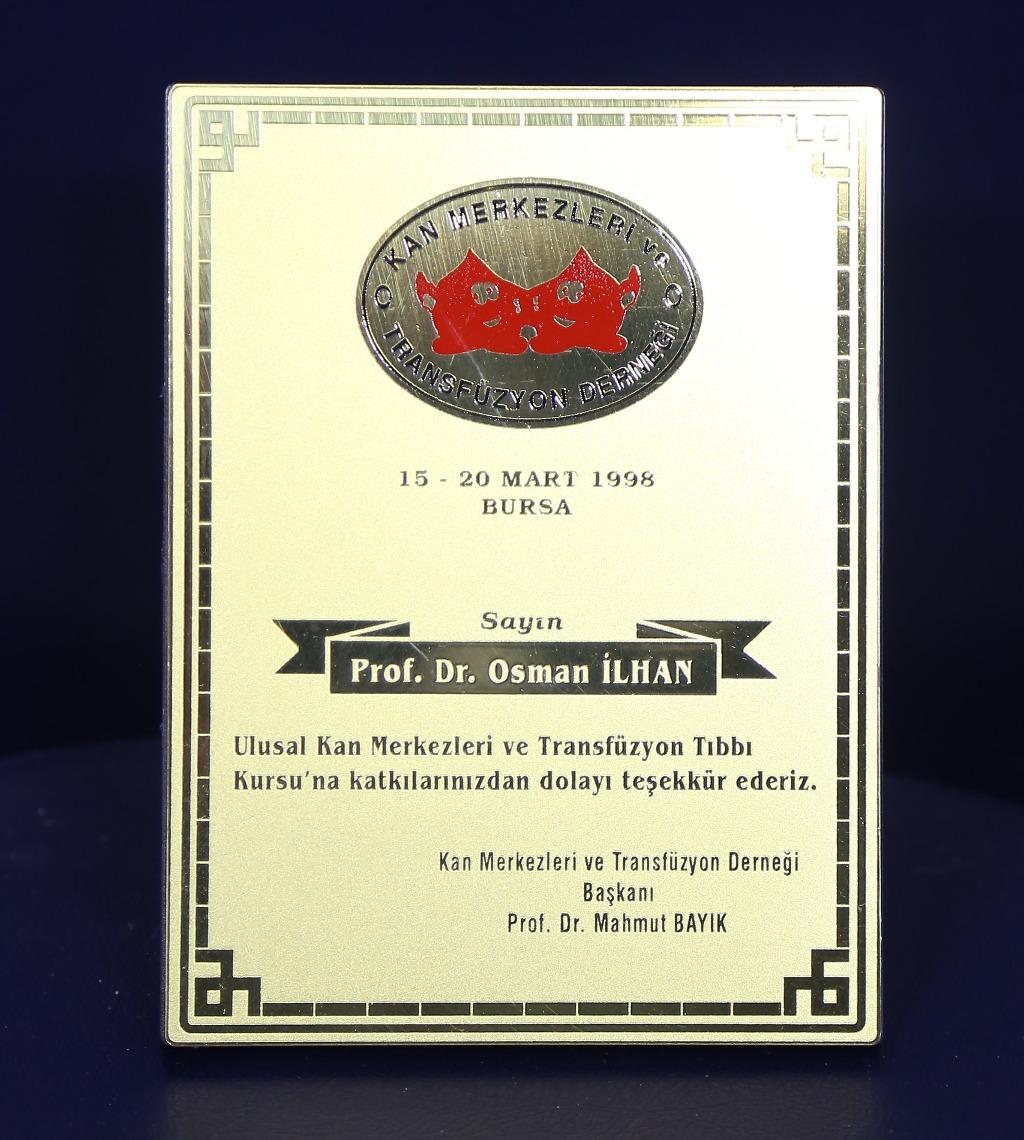 KAN MERKEZLERİ ve
TRANSFÜZYON DERNEĞİ
15 - 20 MART 1998
BURSA
Sayın
Prof. Dr. Osman İLHAN
Ulusal Kan Merkezleri ve Transfüzyon Tıbbı
Kursu'na katkılarınızdan dolayı teşekkür ederiz.
Kan Merkezleri ve Transfüzyon Derneği
Başkanı
Prof. Dr. Mahmut BAYIK